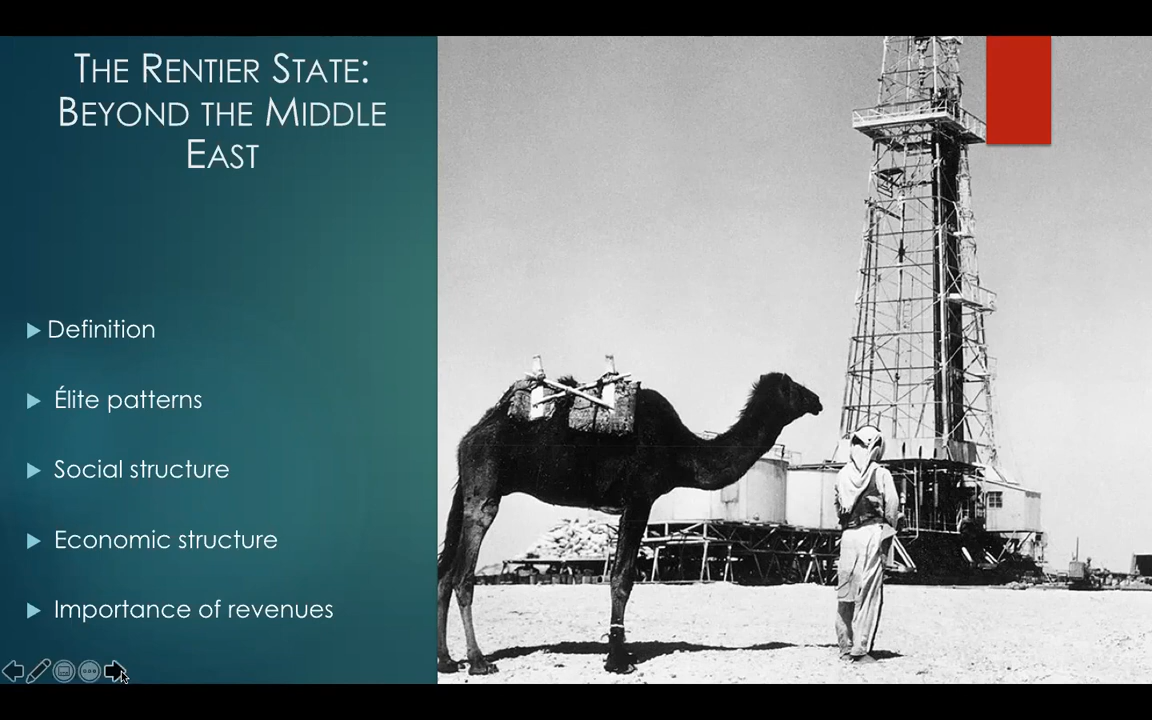 The Rentier State:
Beyond the Middle
East
Definition
Élite patterns
Social structure
Economic structure
Importance of revenues